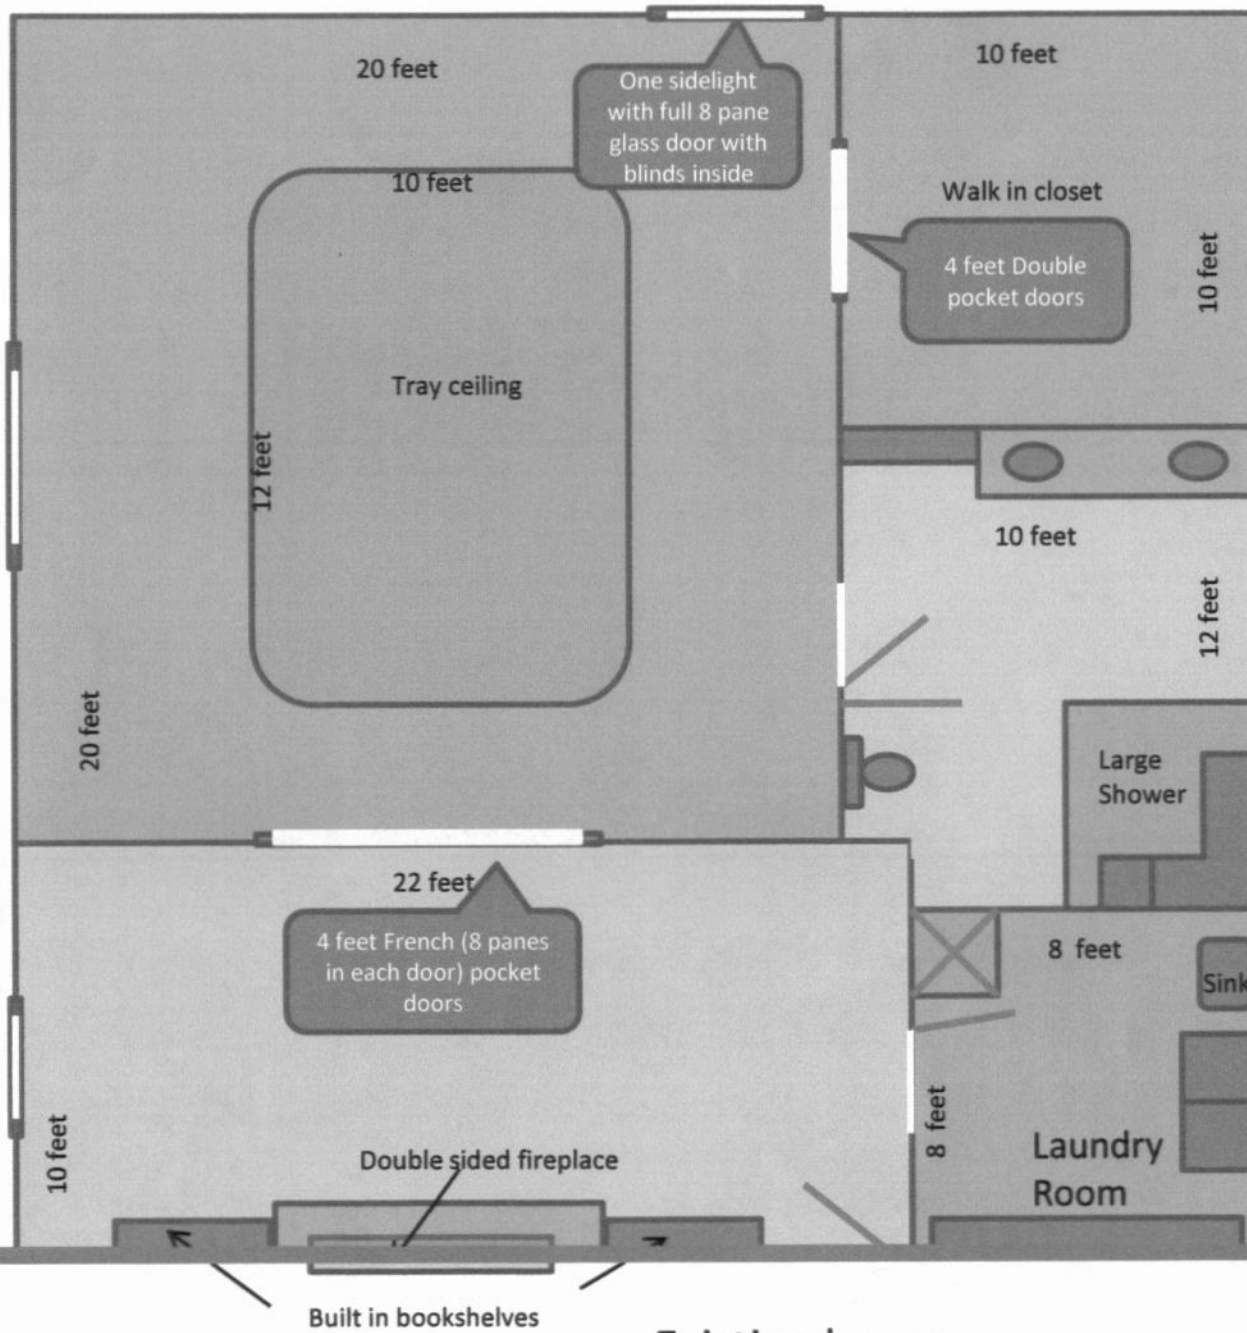 20 feet
10 feet
One sidelight
with full 8 pane
glass door with
blinds inside
10 feet
Walk in closet
4 feet Double
pocket doors
10 feet
Tray ceiling
12 feet
10 feet
12 feet
20 feet
Large
Shower
22 feet
4 feet French (8 panes
in each door) pocket
doors
8 feet
Sink
8 feet
10 feet
Laundry
Room
Double sided fireplace
Built in bookshelves